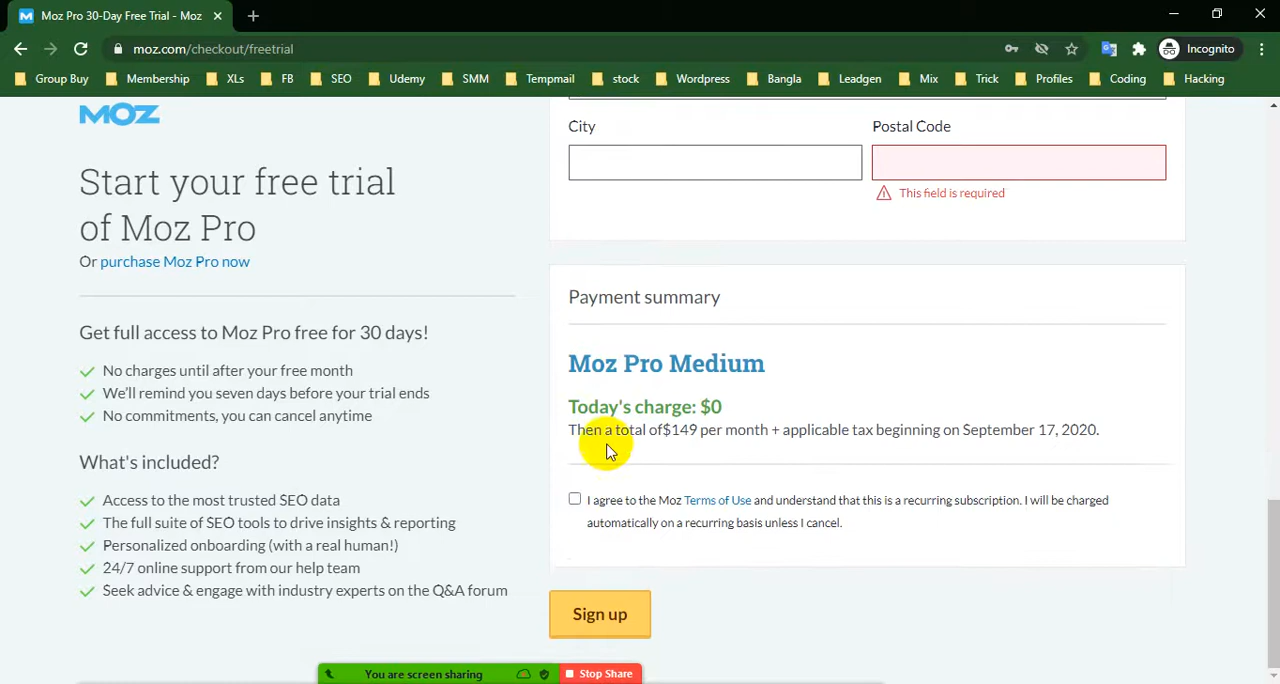 Moz Pro 30-Day Free Trial - Moz
moz.com/checkout/freetrial
Incognito
Group Buy
Membership
XLs
FB
SEO
Udemy
SMM
Tempmail
stock
Wordpress
Bangla
Leadgen
Mix
Trick
Profiles
Coding
Hacking
MOZ
Start your free trial
of Moz Pro
Or purchase Moz Pro now
Get full access to Moz Pro free for 30 days!
No charges until after your free month
We'll remind you seven days before your trial ends
No commitments, you can cancel anytime
What's included?
Access to the most trusted SEO data
The full suite of SEO tools to drive insights & reporting
Personalized onboarding (with a real human!)
24/7 online support from our help team
Seek advice & engage with industry experts on the Q&A forum
City
Postal Code
This field is required
Payment summary
Moz Pro Medium
Today's charge: $0
Then a total of$149 per month + applicable tax beginning on September 17, 2020.
I agree to the Moz Terms of Use and understand that this is a recurring subscription. I will be charged
automatically on a recurring basis unless I cancel.
Sign up
You are screen sharing
Stop Share